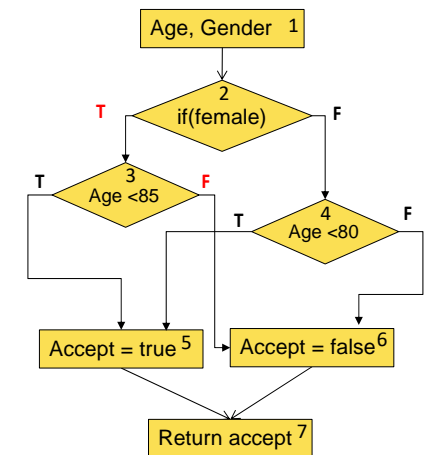 Age, Gender 1
2
if(female)
T
F
3
Age <85
T
F
4
Age <80
T
F
Accept = true 5
Accept = false 6
Return accept 7